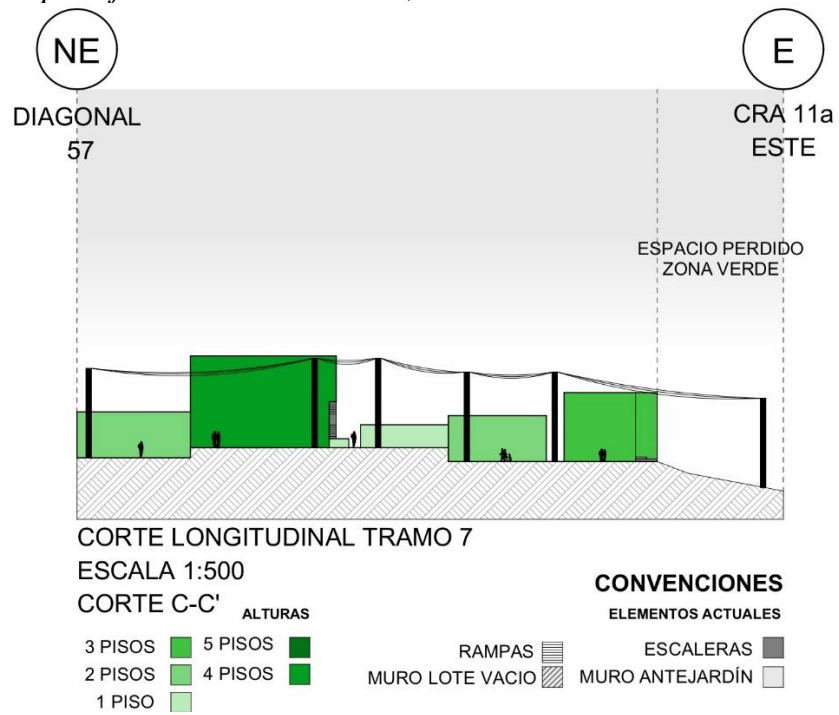 NE
E
DIAGONAL
57
CRA 11a
ESTE
ESPACIO PERDIDO
ZONA VERDE
CORTE LONGITUDINAL TRAMO 7
ESCALA 1:500
CORTE C-C'
ALTURAS
3 PISOS
5 PISOS
2 PISOS
4 PISOS
1 PISO
CONVENCIONES
ELEMENTOS ACTUALES
RAMPAS
ESCALERAS
MURO LOTE VACIO
MURO ANTEJARDÍN